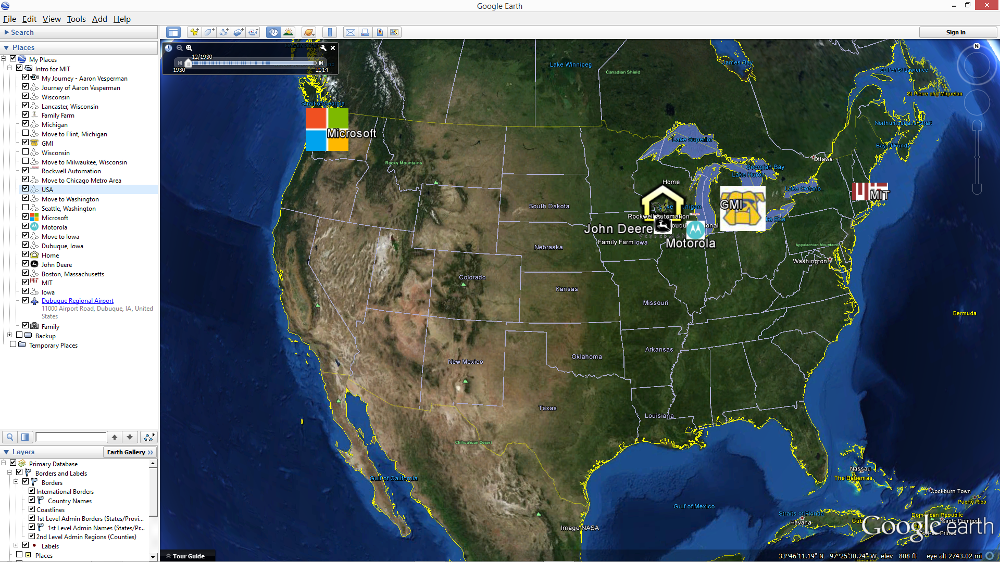 Google Earth
File Edit View Tools Add Help
Search
Sign in
Places
My Places
Intro for MIT
My Journey - Aaron Vesperman
Journey of Aaron Vesperman
Wisconsin
Lancaster, Wisconsin
Family Farm
Michigan
Move to Flint, Michigan
GMI
Wisconsin
Move to Milwaukee, Wisconsin
Rockwell Automation
Move to Chicago Metro Area
USA
Move to Washington
Seattle, Washington
Microsoft
Motorola
Move to Iowa
Dubuque, Iowa
Home
John Deere
Boston, Massachusetts
MIT
Iowa
Dubuque Regional Airport
11000 Airport Road, Dubuque, IA, United
States
Family
Backup
Temporary Places
Layers
Earth Gallery
Primary Database
Borders and Labels
Borders
International Borders
Country Names
Coastlines
1st Level Admin Borders (States/Provi...
1st Level Admin Names (States/Pr...
2nd Level Admin Regions (Counties)
Labels
Places
12/1930
1930
2014
N
Lake Winnipeg
Canadian Shield
James Bay
Gulf of St Lawrence
St Pierre and Miquelon
Strait of Georgia
Northumberland Strait
Microsoft
Lake Superior
Bay of Fundy
Rocky Mountains
Ottawa
Georgian Bay
Lake Huron
Home
Lake Ontario
MIT
South Dakota
GMI
Rockwell Automation
John Deere
Family Farm
Iowa
Motorola
Nebraska
Appalachian Mountains
Washington
Colorado
Kansas
Missouri
Bermuda
Arkansas
Oklahoma
New Mexico
Texas
Louisiana
Chihuahuan Desert
Gulf of California
Nassau
The Bahamas
Cockburn Town
Puerto Rico
Gulf of Mexico
Straits of Florida
Dominican Republic
Havana
Cuba
Santo Domingo
Image NASA
Google earth
Tour Guide
33°46'11.19" N 97°25'30.24" W elev 808 ft eye alt 2743.02 mi